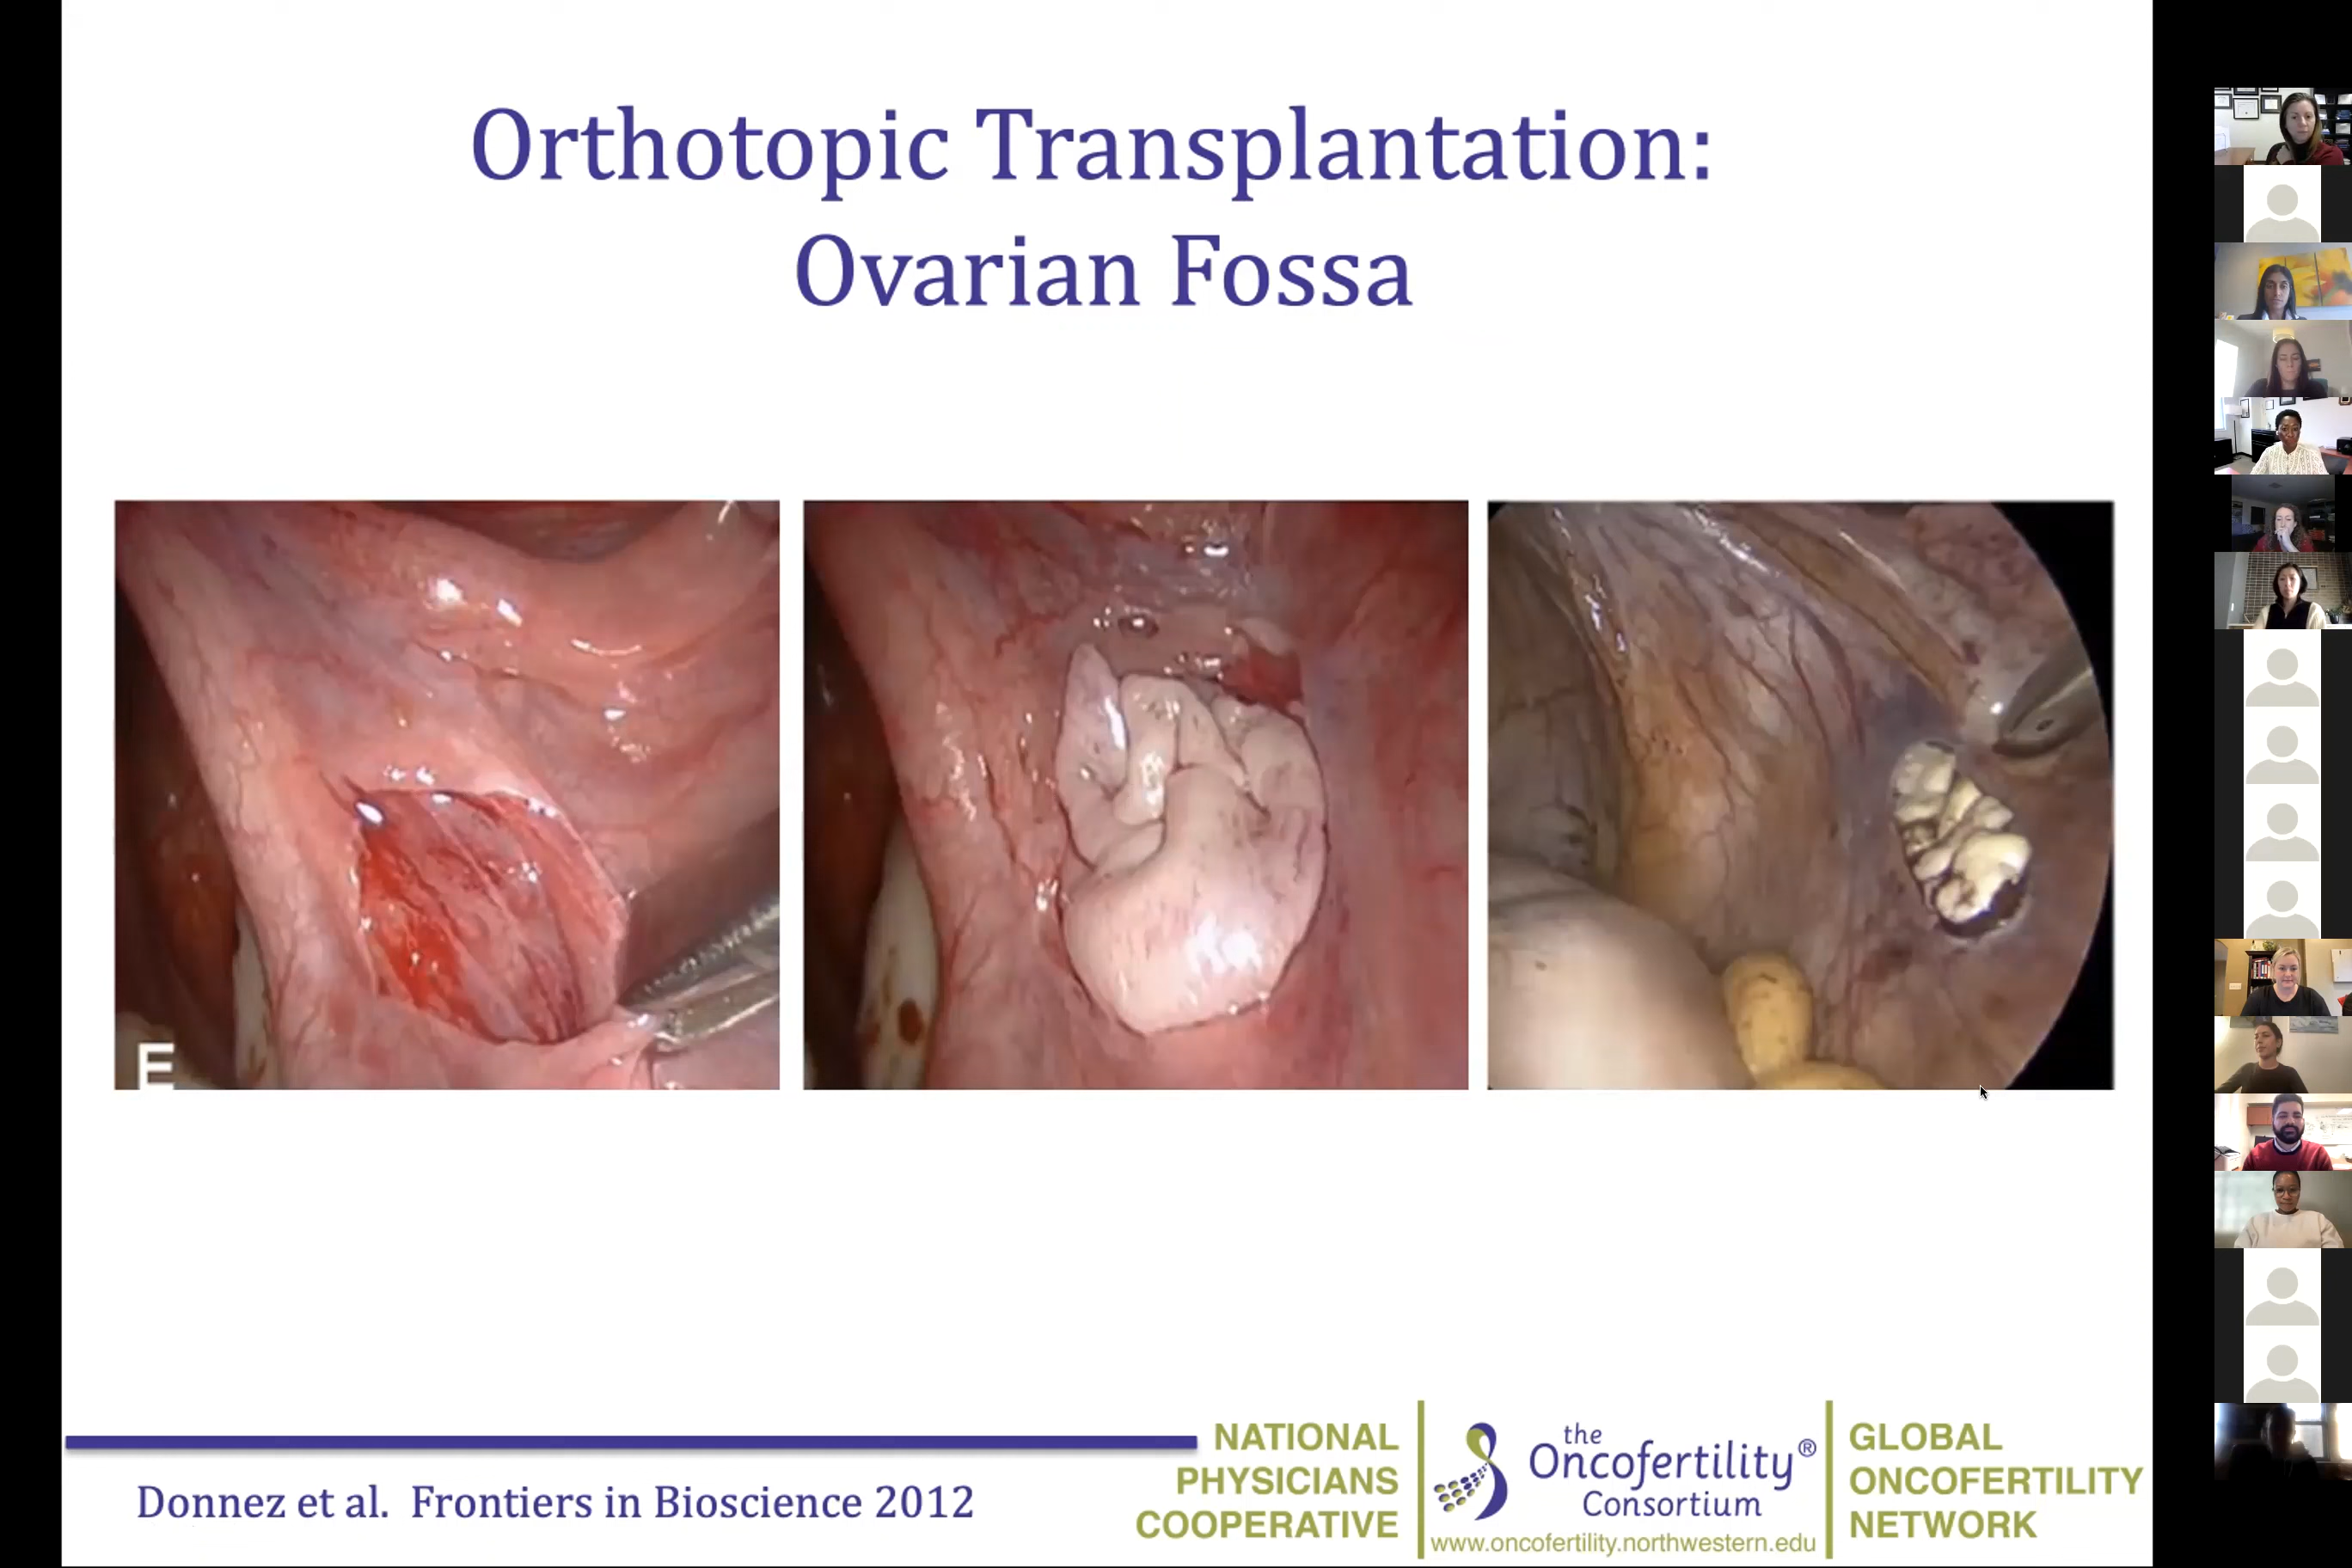 Orthotopic Transplantation:
Ovarian Fossa
E
Donnez et al. Frontiers in Bioscience 2012
NATIONAL
PHYSICIANS
COOPERATIVE
the
Oncofertility®
Consortium
www.oncofertility.northwestern.edu
GLOBAL
ONCOFERTILITY
NETWORK